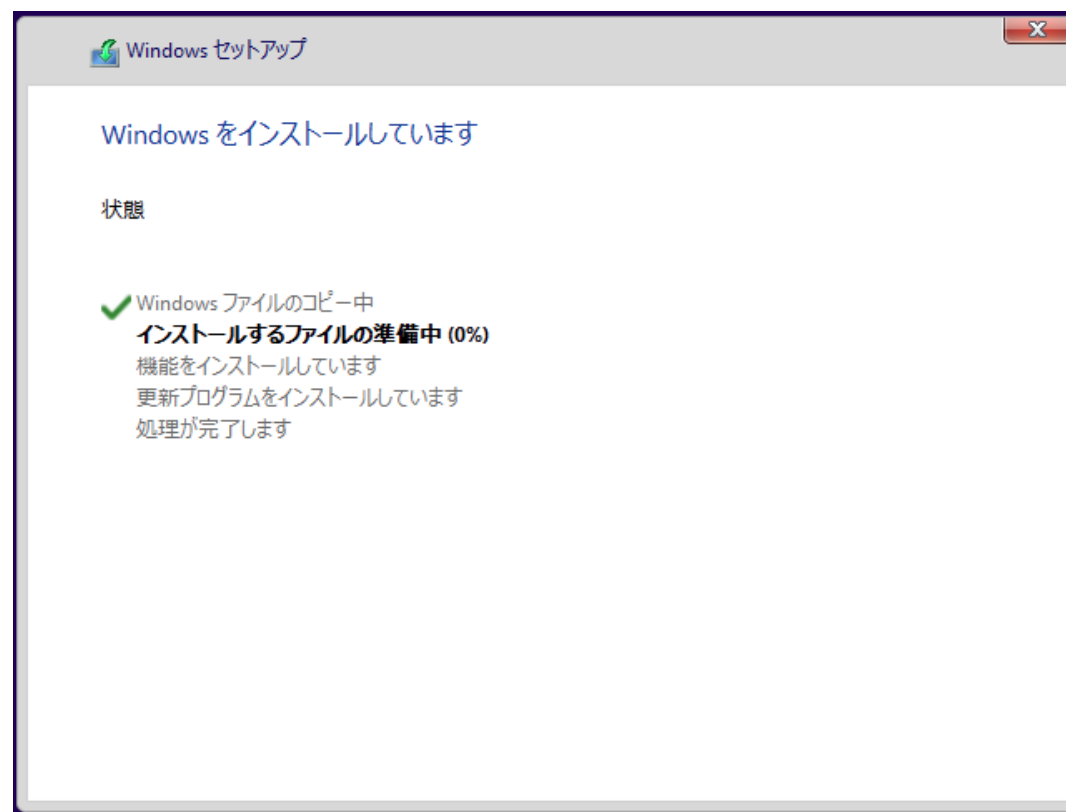 Windows セットアップ
Windows をインストールしています
状態
Windows ファイルのコピー中
インストールするファイルの準備中 (0%)
機能をインストールしています
更新プログラムをインストールしています
処理が完了します